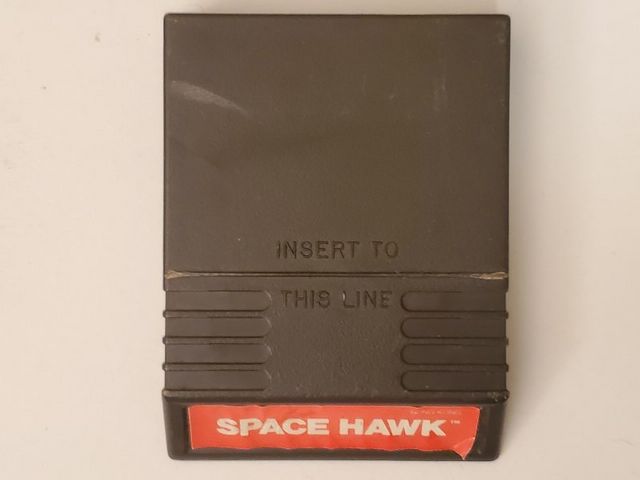 INSERT TO
THIS LINE
SPACE HAWK™